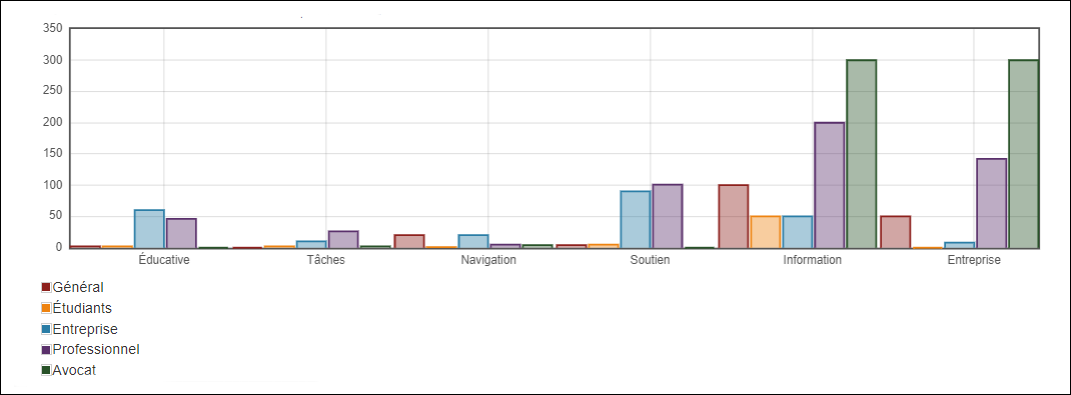 350
300
250
200
150
100
50
0
Éducative Tâches Navigation Soutien Information Entreprise
Général
Étudiants
Entreprise
Professionnel
Avocat